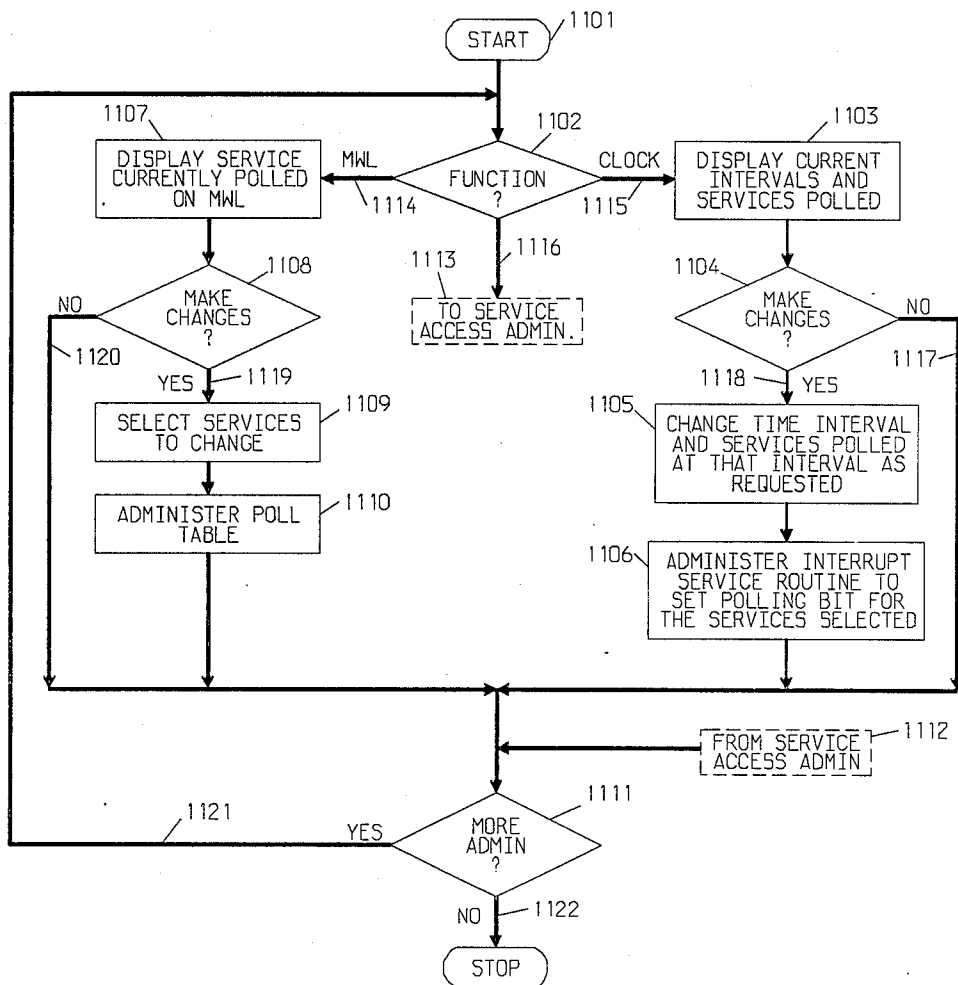 1101
START
1107
1102
1103
DISPLAY SERVICE
CURRENTLY POLLED
ON MWL
MWL
1114
FUNCTION
?
CLOCK
1115
DISPLAY CURRENT
INTERVALS AND
SERVICES POLLED
1116
1113
TO SERVICE
ACCESS ADMIN.
1108
NO
MAKE
CHANGES
?
1120
YES
1119
1104
MAKE
CHANGES
?
NO
1117
1118
YES
1109
SELECT SERVICES
TO CHANGE
1105
CHANGE TIME INTERVAL
AND SERVICES POLLED
AT THAT INTERVAL AS
REQUESTED
1110
ADMINISTER POLL
TABLE
1106
ADMINISTER INTERRUPT
SERVICE ROUTINE TO
SET POLLING BIT FOR
THE SERVICES SELECTED
FROM SERVICE
ACCESS ADMIN
1112
1111
1121
YES
MORE
ADMIN
?
NO
1122
STOP